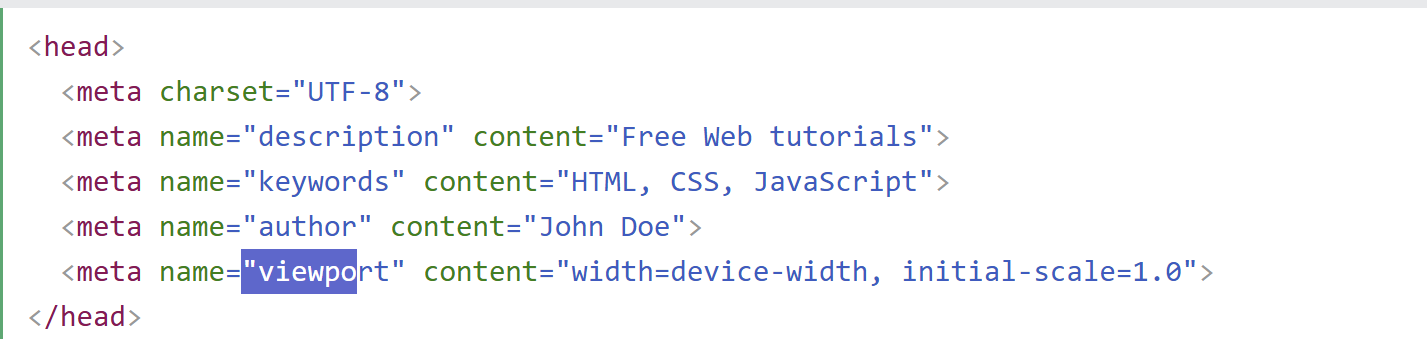 <head>
<meta charset="UTF-8">
<meta name="description" content="Free Web tutorials">
<meta name="keywords" content="HTML, CSS, JavaScript">
<meta name="author" content="John Doe">
<meta name="viewport" content="width=device-width, initial-scale=1.0">
</head>